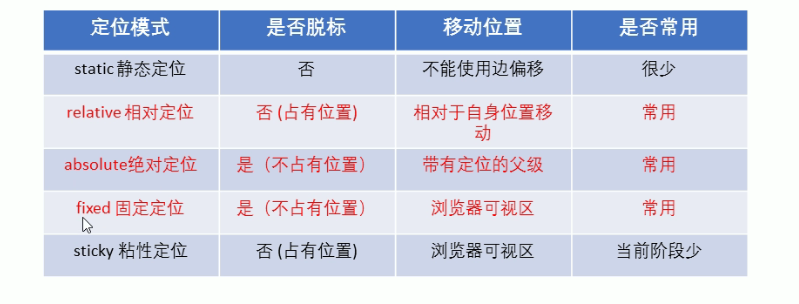 定位模式 是否脱标 移动位置 是否常用
static 静态定位 否 不能使用边偏移 很少
relative 相对定位 否 (占有位置) 相对于自身位置移动 常用
absolute绝对定位 是（不占有位置） 带有定位的父级 常用
fixed 固定定位 是（不占有位置） 浏览器可视区 常用
sticky 粘性定位 否 (占有位置) 浏览器可视区 当前阶段少